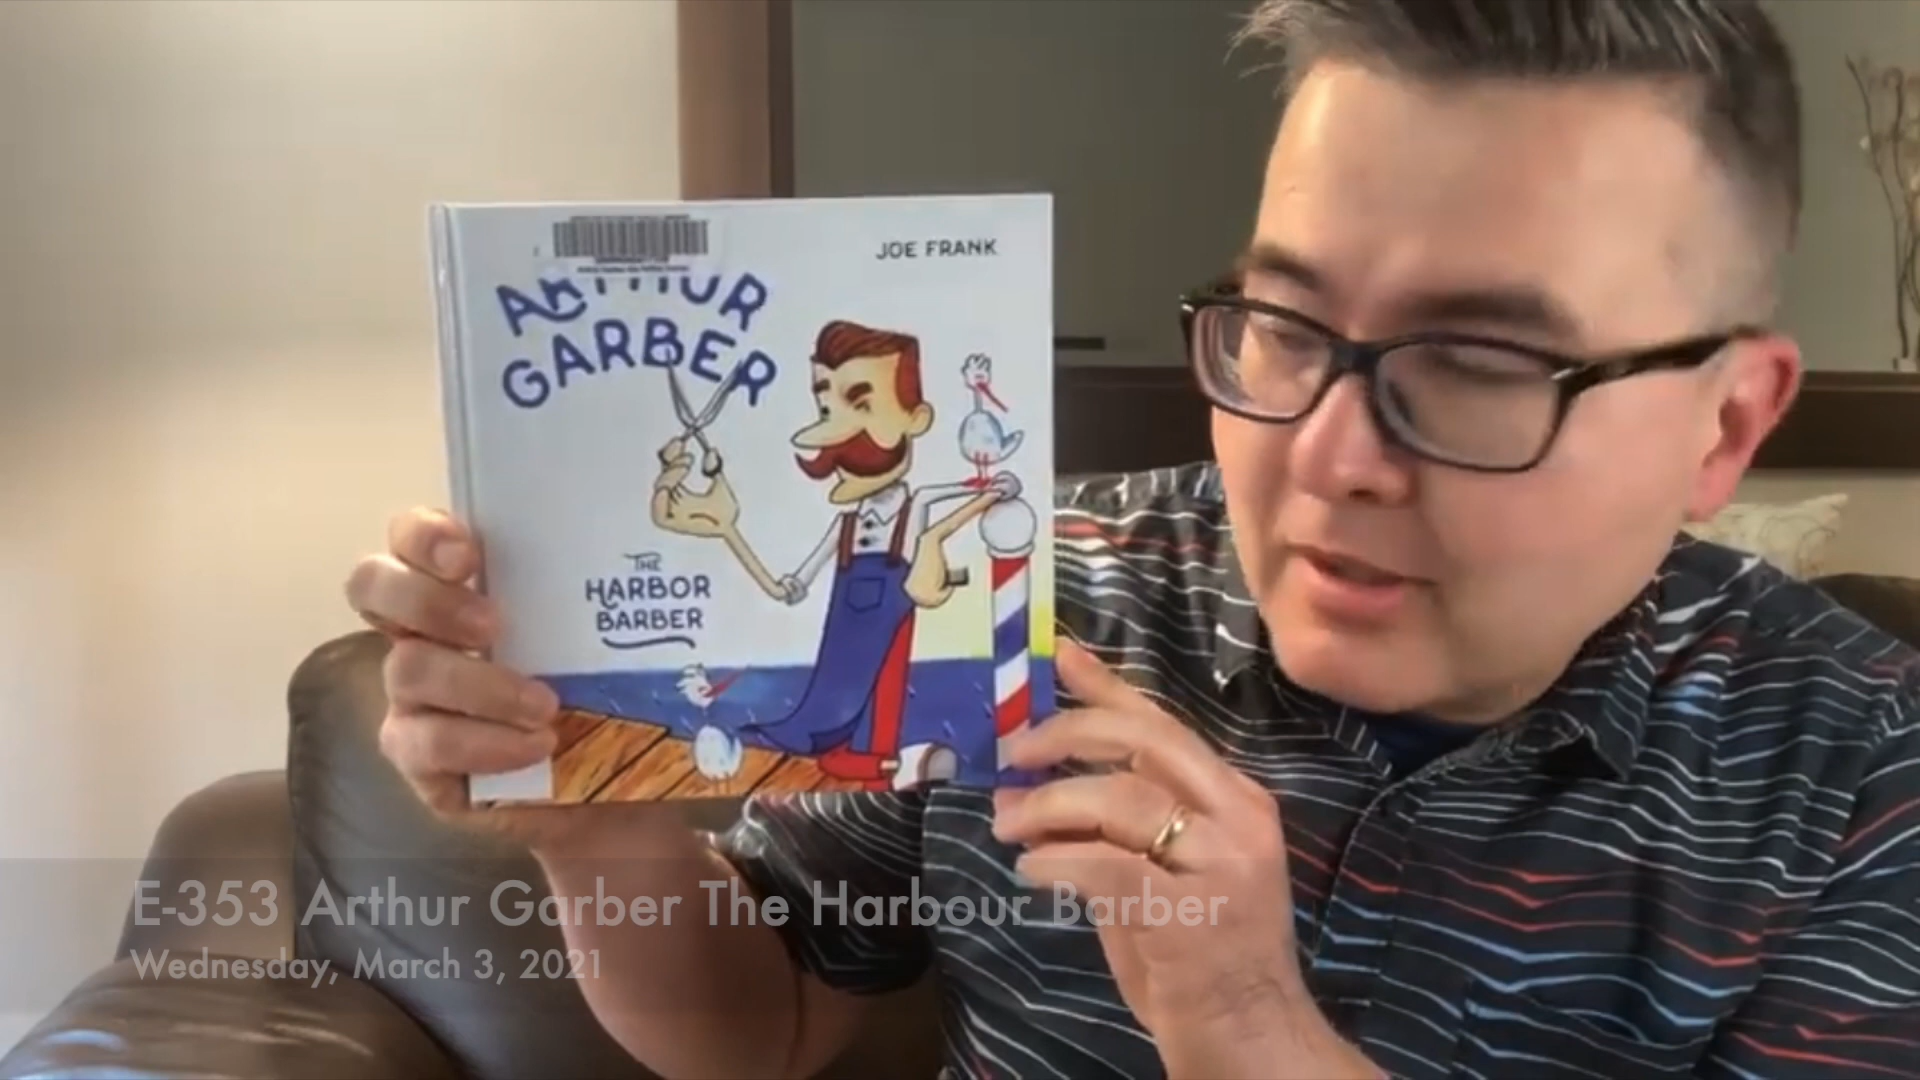 JOE FRANK
ARTHUR
GARBER
THE
HARBOR
BARBER
E-353 Arthur Garber The Harbour Barber
Wednesday, March 3, 2021